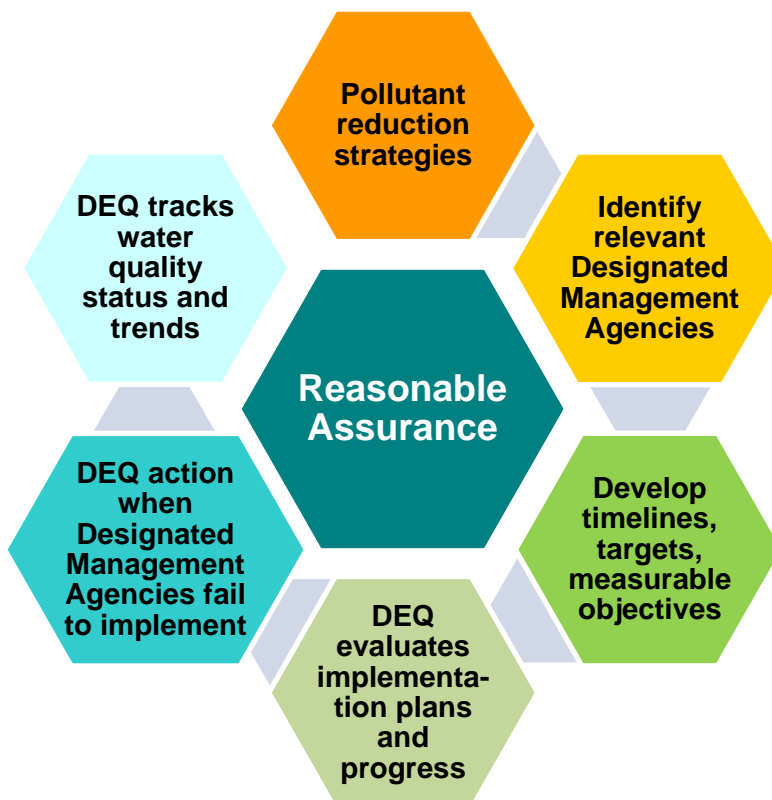 Pollutant
reduction
strategies
Identify
relevant
Designated
Management
Agencies
Develop
timelines,
targets,
measurable
objectives
DEQ
evaluates
implementa-
tion plans
and
progress
DEQ action
when
Designated
Management
Agencies fail
to implement
DEQ tracks
water
quality
status and
trends
Reasonable
Assurance